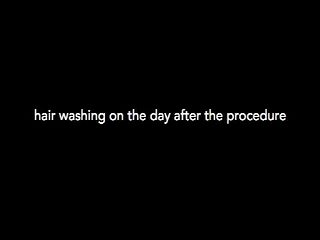 hair washing on the day after the procedure